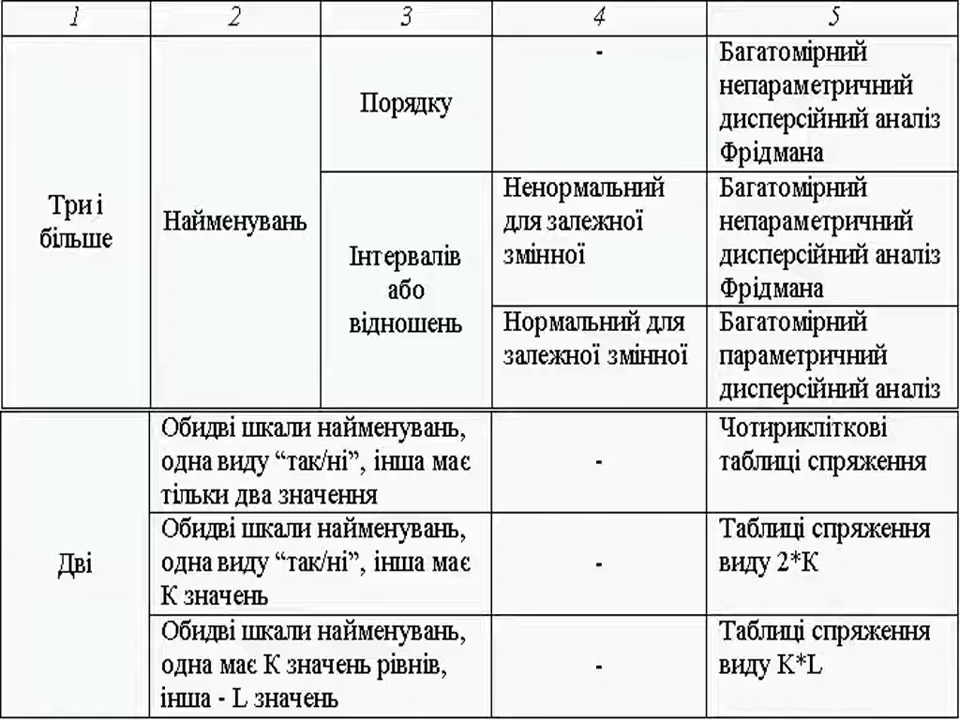 1 2 3 4 5
Три і
більше
Найменувань
Порядку
-
Багатомірний
непараметричний
дисперсійний аналіз
Фрідмана
Інтервалів
або
відношень
Ненормальний
для залежної
змінної
Багатомірний
непараметричний
дисперсійний аналіз
Фрідмана
Нормальний для
залежної змінної
Багатомірний
параметричний
дисперсійний аналіз
Дві
Обидві шкали найменувань,
одна виду “так/ні”, інша має
тільки два значення
-
Чотирикліткові
таблиці спряження
Обидві шкали найменувань,
одна виду “так/ні”, інша має
К значень
-
Таблиці спряження
виду 2*К
Обидві шкали найменувань,
одна має К значень рівнів,
інша - L значень
-
Таблиці спряження
виду K*L